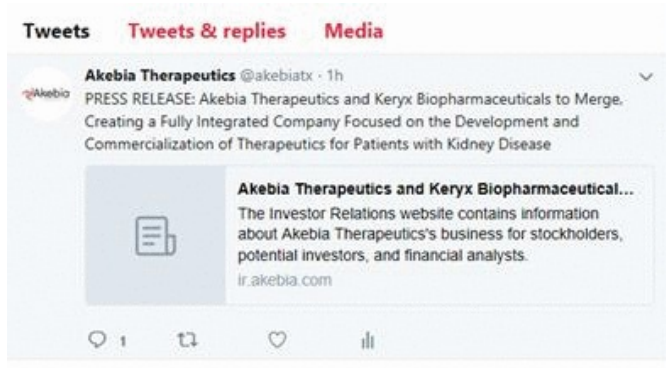 Tweets Tweets & replies Media
Akebia Therapeutics @akebiatx · 1h
Akebia
PRESS RELEASE: Akebia Therapeutics and Keryx Biopharmaceuticals to Merge,
Creating a Fully Integrated Company Focused on the Development and
Commercialization of Therapeutics for Patients with Kidney Disease
Akebia Therapeutics and Keryx Biopharmaceutical...
The Investor Relations website contains information
about Akebia Therapeutics's business for stockholders,
potential investors, and financial analysts.
ir.akebia.com
1